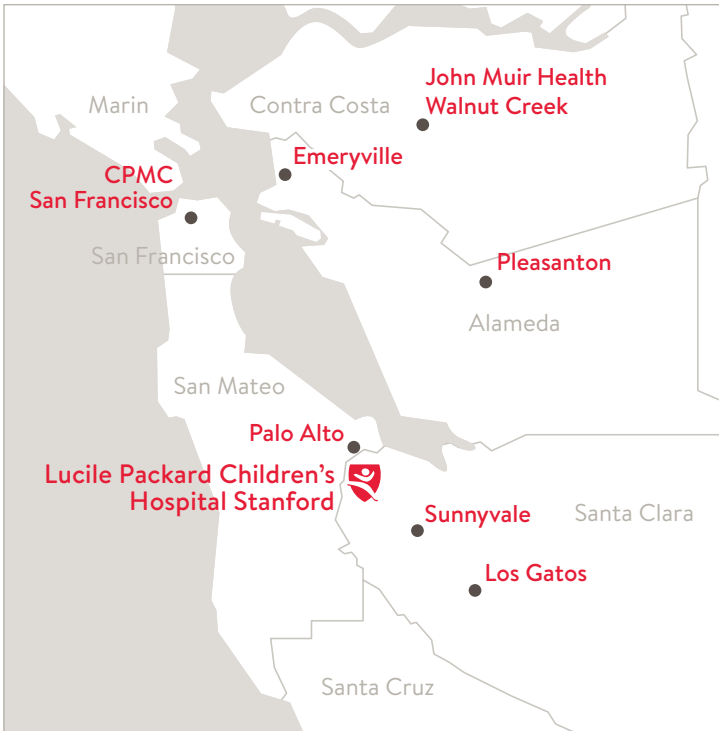 John Muir Health
Walnut Creek
Marin
Contra Costa
Emeryville
CPMC
San Francisco
San Francisco
Pleasanton
Alameda
San Mateo
Palo Alto
Lucile Packard Children’s
Hospital Stanford
Sunnyvale
Santa Clara
Los Gatos
Santa Cruz